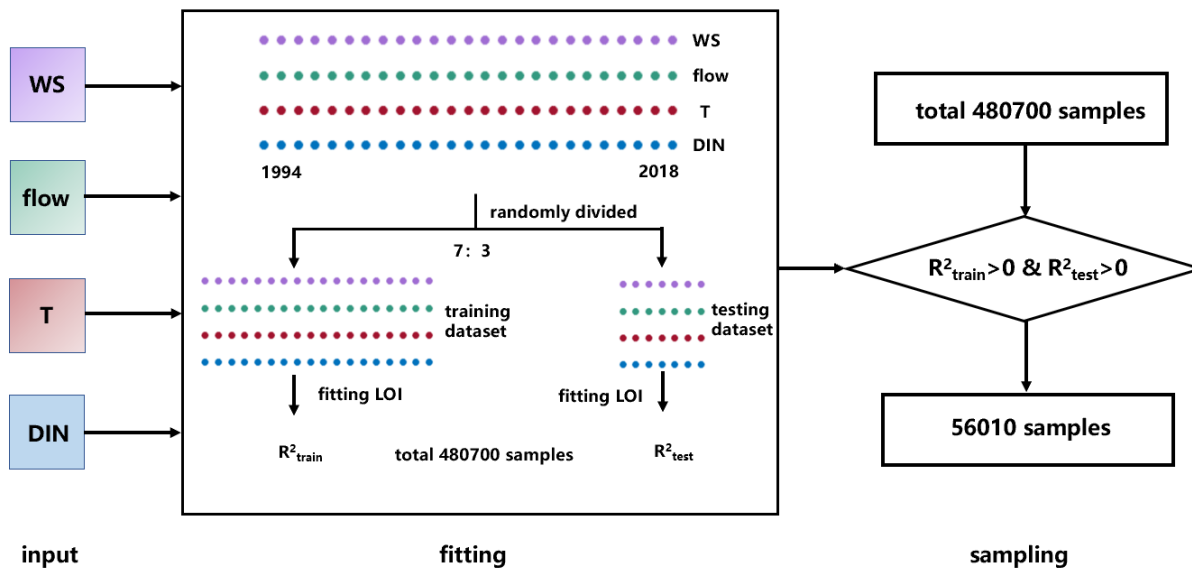 WS
flow
T
DIN
input
WS
flow
T
DIN
1994
2018
randomly divided
7: 3
training
dataset
testing
dataset
fitting LOI
fitting LOI
R²train
total 480700 samples
R²test
fitting
total 480700 samples
R²train>0 & R²test>0
56010 samples
sampling